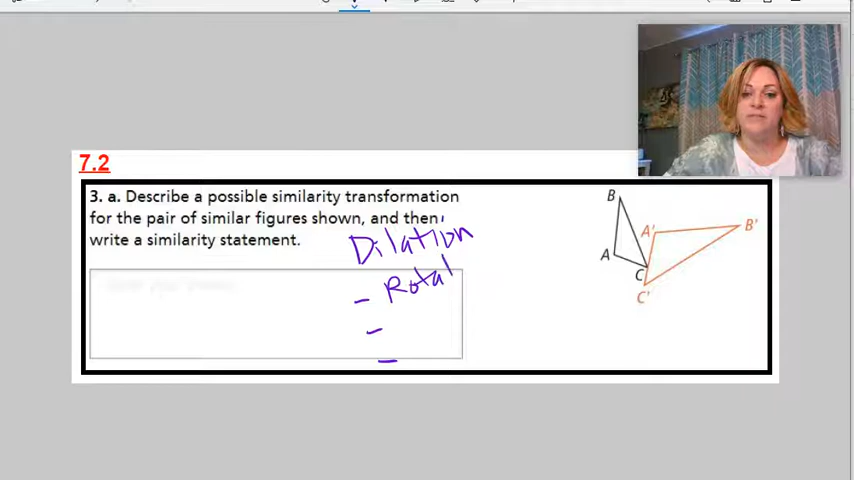 7.2
3. a. Describe a possible similarity transformation
for the pair of similar figures shown, and then
write a similarity statement.
Dilation
- Rotat
-
-
B
A
C
A'
B'
C'